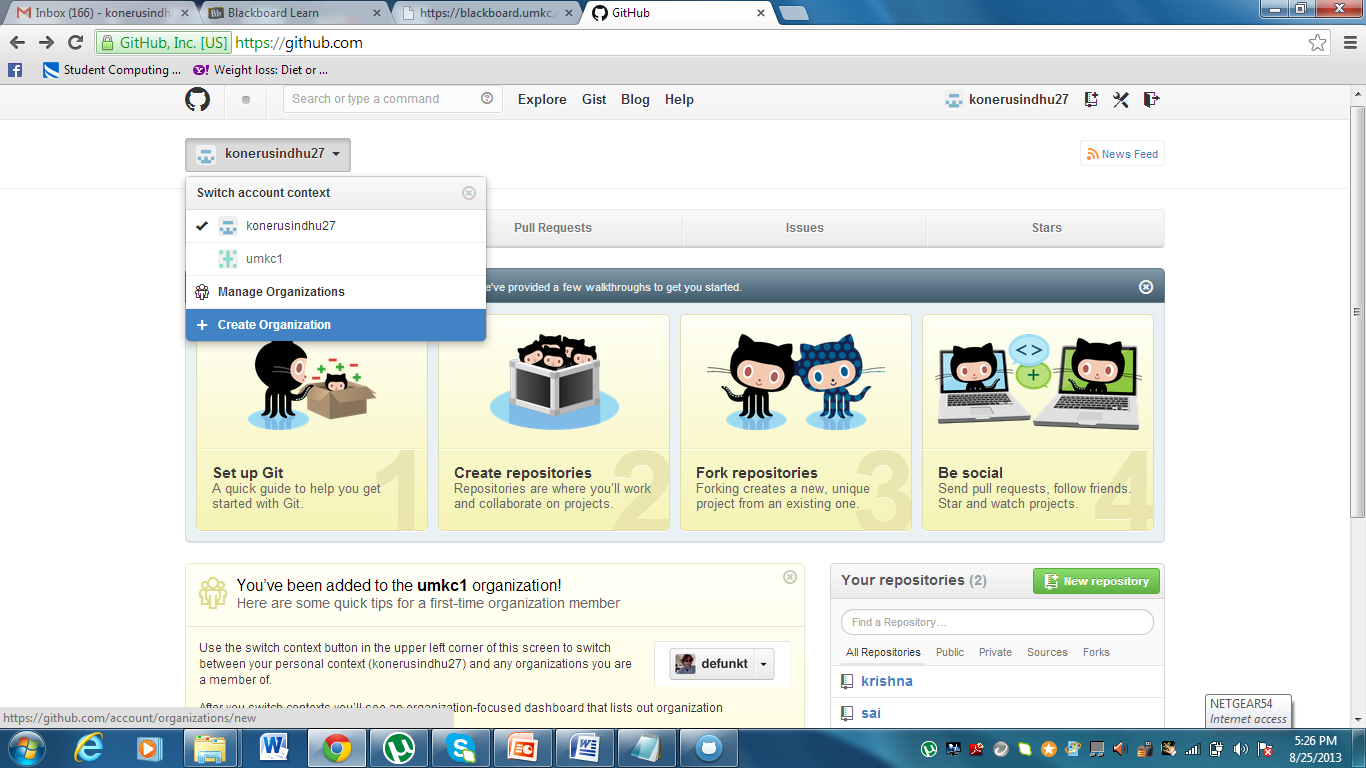 Inbox (166) - konerusindh
Blackboard Learn
https://blackboard.umkc.
GitHub
GitHub, Inc. [US] https://github.com
Student Computing ...
Weight loss: Diet or ...
Search or type a command
Explore Gist Blog Help
konerusindhu27
konerusindhu27
News Feed
Switch account context
konerusindhu27
umkc1
Manage Organizations
Create Organization
Pull Requests
Issues
Stars
've provided a few walkthroughs to get you started.
Set up Git
A quick guide to help you get
started with Git.
1
Create repositories
Repositories are where you'll work
and collaborate on projects.
2
Fork repositories
Forking creates a new, unique
project from an existing one.
3
Be social
Send pull requests, follow friends.
Star and watch projects.
4
You've been added to the umkc1 organization!
Here are some quick tips for a first-time organization member
Use the switch context button in the upper left corner of this screen to switch
between your personal context (konerusindhu27) and any organizations you are
a member of.
defunkt
After you switch contexts you'll see an organization-focused dashboard that lists out organization
Your repositories (2)
New repository
Find a Repository...
All Repositories Public Private Sources Forks
krishna
sai
https://github.com/account/organizations/new
NETGEAR54
Internet access
5:26 PM
8/25/2013